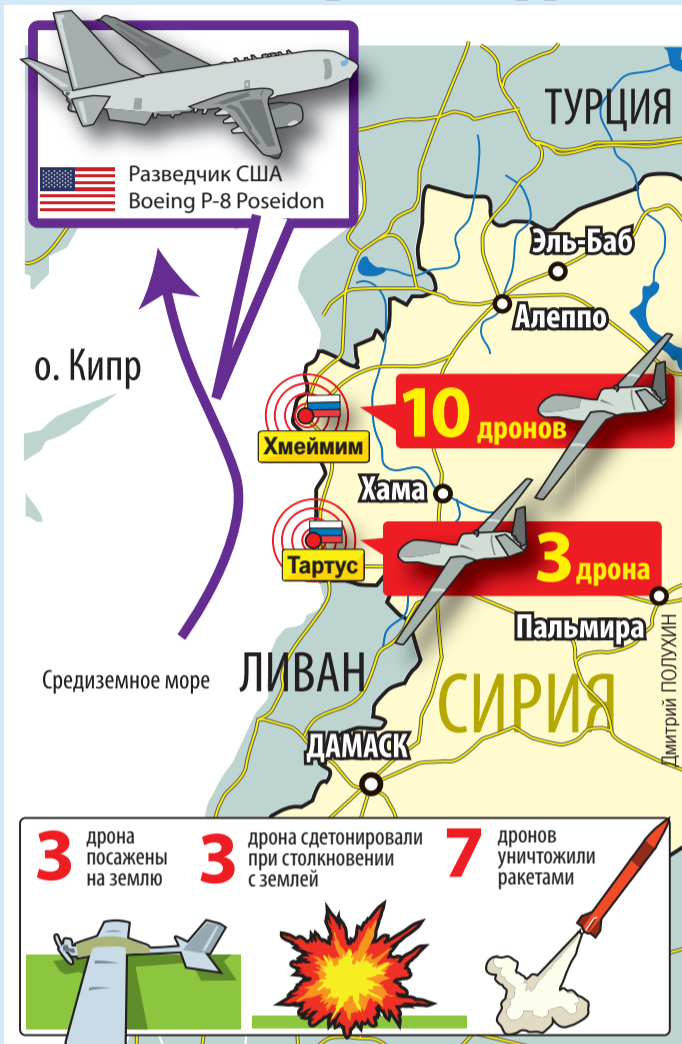 Разведчик США
Boeing P-8 Poseidon
ТУРЦИЯ
Эль-Баб
Алеппо
о. Кипр
10 дронов
Хмеймим
Хама
Тартус
3 дрона
Пальмира
Средиземное море
ЛИВАН
СИРИЯ
Дмитрий ПОЛУХИН
ДАМАСК
3 дрона
посажены
на землю
3 дрона сдетонировали
при столкновении
с землей
7 дронов
уничтожили
ракетами